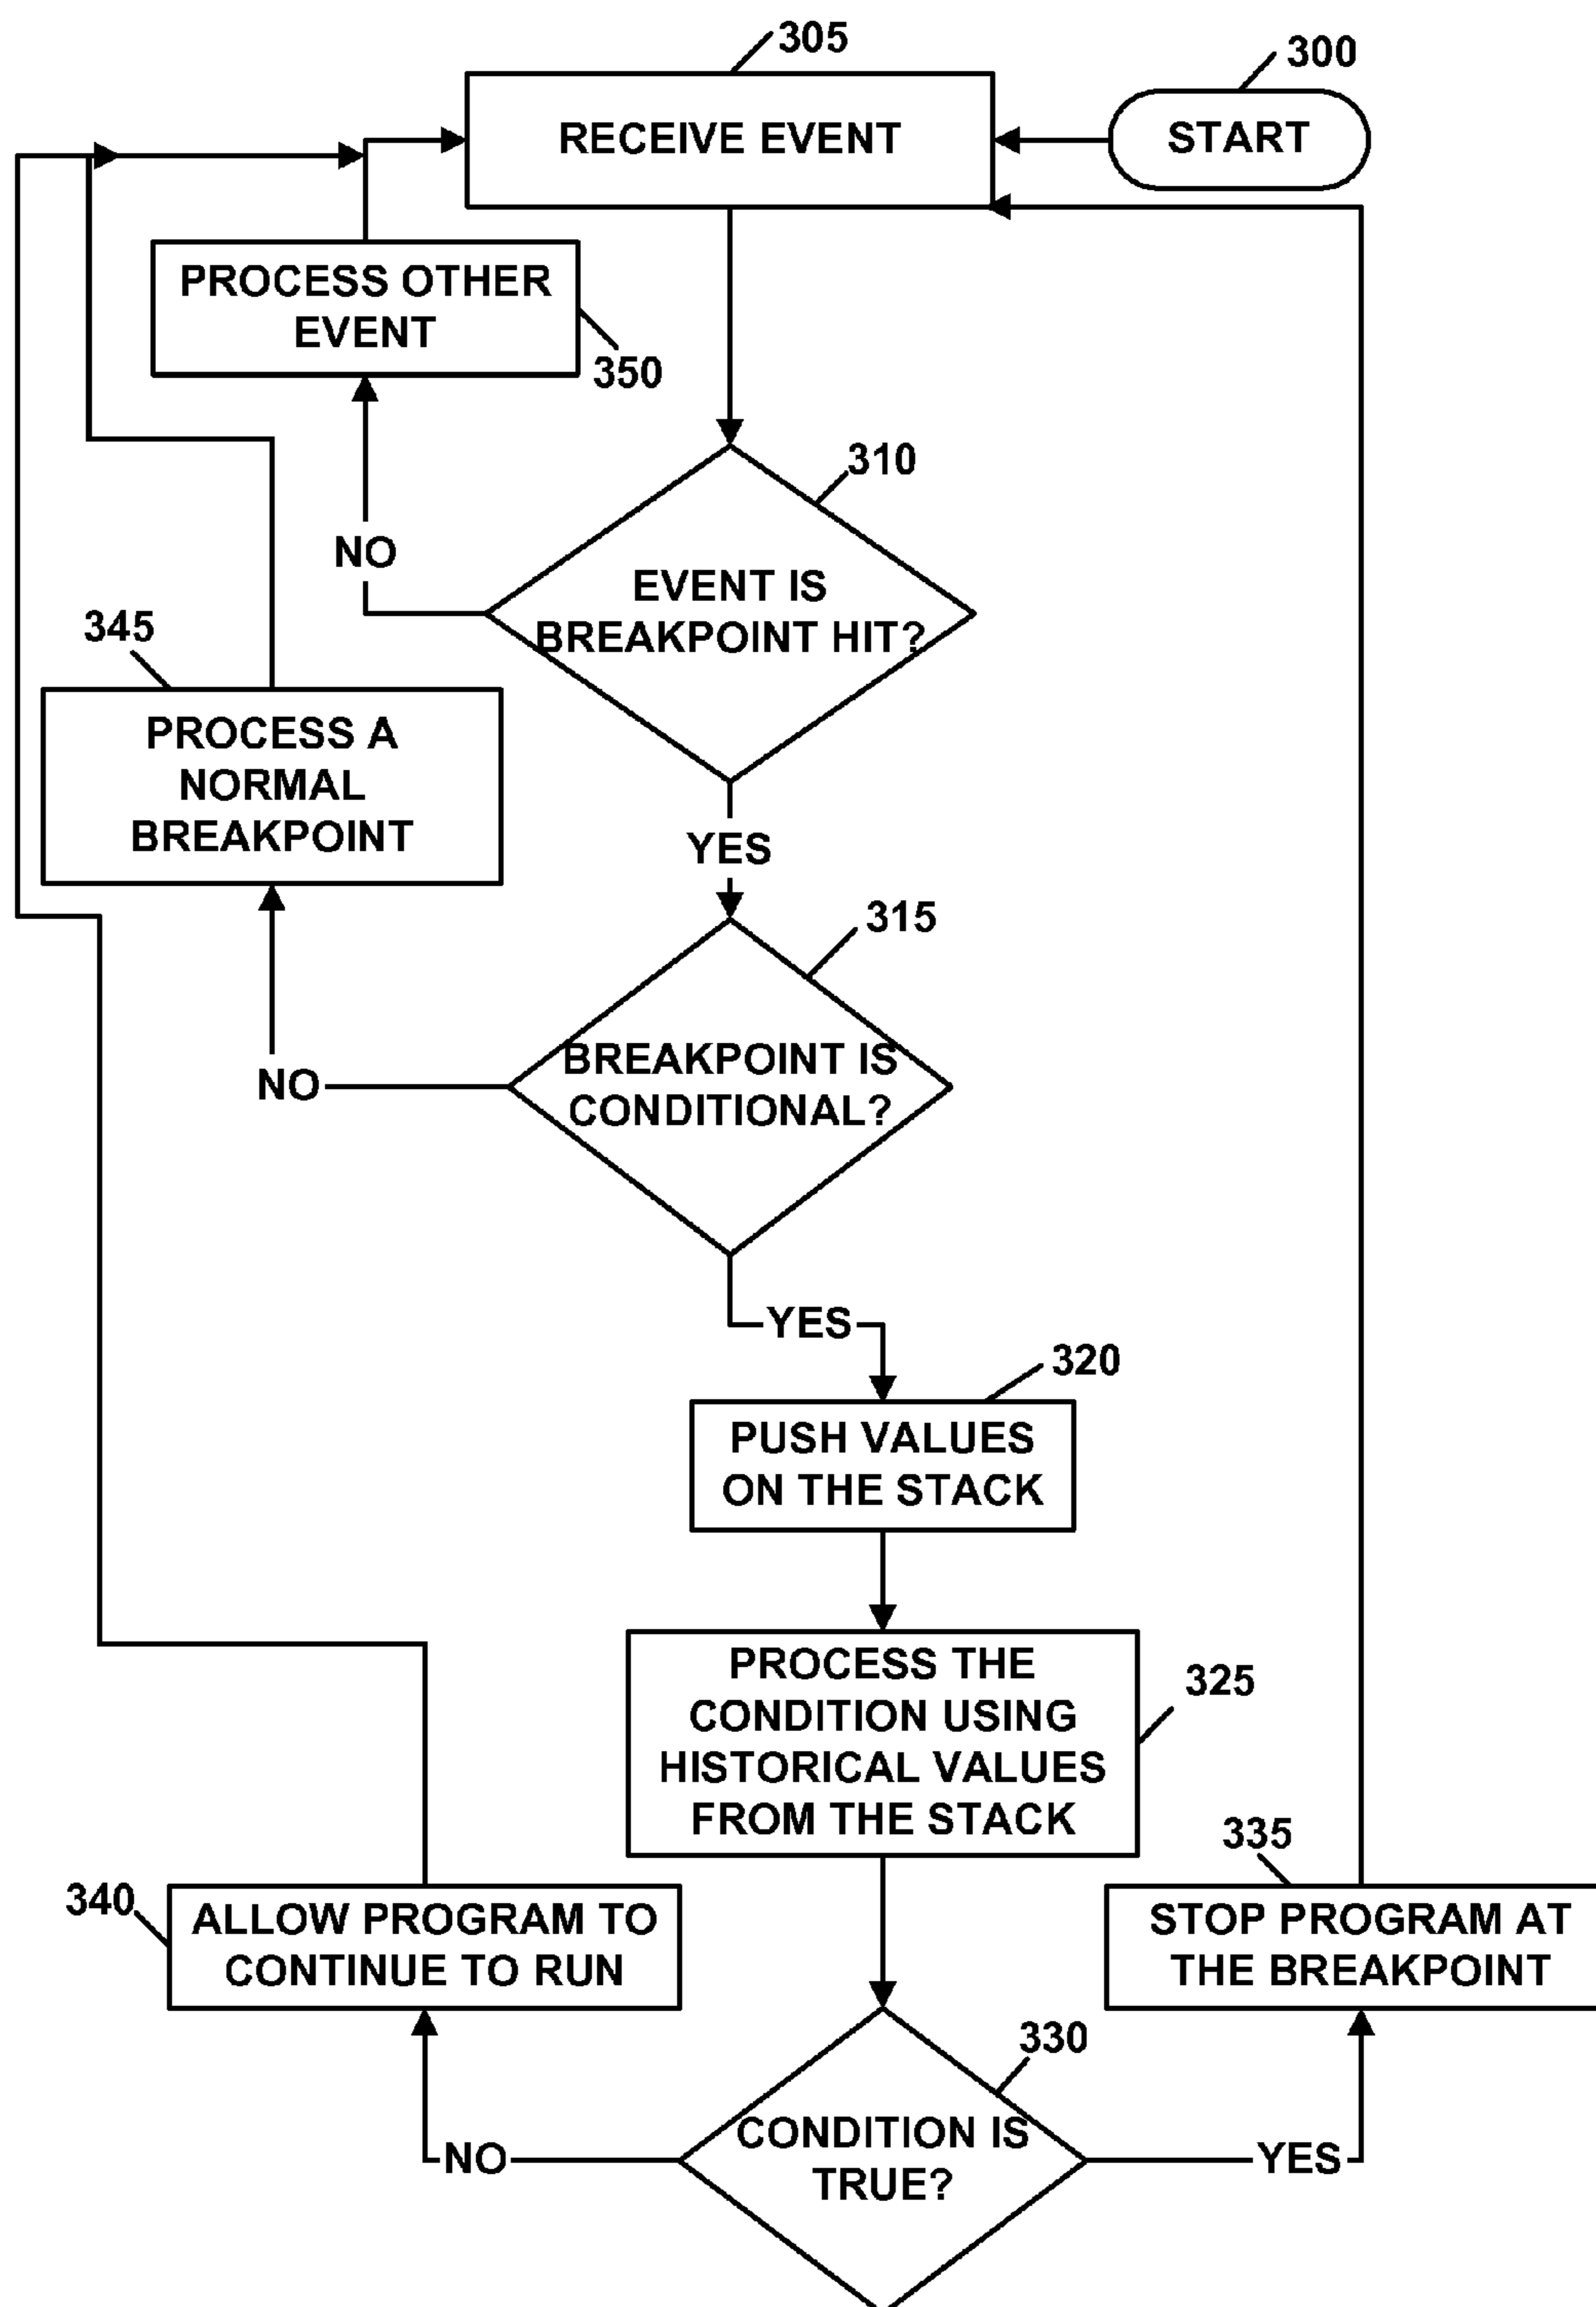 305
300
RECEIVE EVENT
START
PROCESS OTHER
EVENT
350
310
NO
EVENT IS
BREAKPOINT HIT?
345
PROCESS A
NORMAL
BREAKPOINT
YES
315
BREAKPOINT IS
CONDITIONAL?
NO
YES
320
PUSH VALUES
ON THE STACK
PROCESS THE
CONDITION USING
HISTORICAL VALUES
FROM THE STACK
325
335
340
ALLOW PROGRAM TO
CONTINUE TO RUN
STOP PROGRAM AT
THE BREAKPOINT
330
CONDITION IS
TRUE?
NO
YES